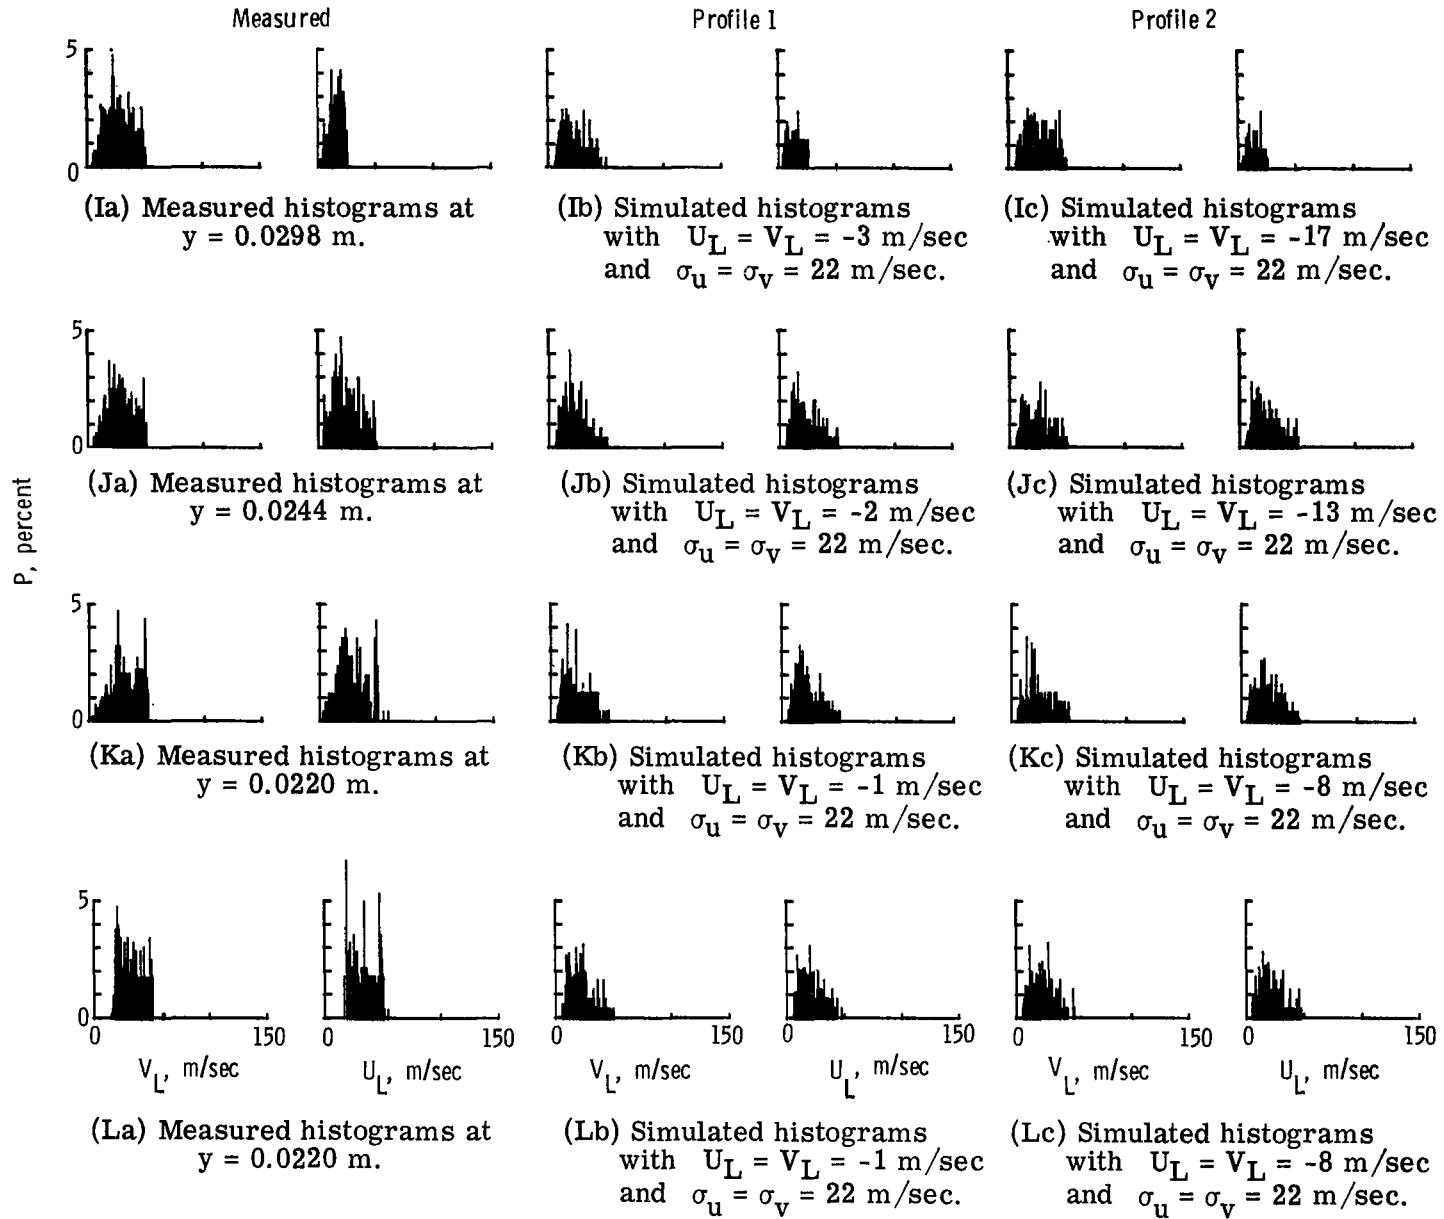 Measured
Profile 1
Profile 2
5
0
(Ia) Measured histograms at
y = 0.0298 m.
(Ib) Simulated histograms
with U_L = V_L = -3 m/sec
and σ_u = σ_v = 22 m/sec.
(Ic) Simulated histograms
with U_L = V_L = -17 m/sec
and σ_u = σ_v = 22 m/sec.
5
0
(Ja) Measured histograms at
y = 0.0244 m.
(Jb) Simulated histograms
with U_L = V_L = -2 m/sec
and σ_u = σ_v = 22 m/sec.
(Jc) Simulated histograms
with U_L = V_L = -13 m/sec
and σ_u = σ_v = 22 m/sec.
P, percent
5
0
(Ka) Measured histograms at
y = 0.0220 m.
(Kb) Simulated histograms
with U_L = V_L = -1 m/sec
and σ_u = σ_v = 22 m/sec.
(Kc) Simulated histograms
with U_L = V_L = -8 m/sec
and σ_u = σ_v = 22 m/sec.
5
0
0 150 0 150 0 150 0 150 0 150 0 150
V_L, m/sec
U_L, m/sec
V_L, m/sec
U_L, m/sec
V_L, m/sec
U_L, m/sec
(La) Measured histograms at
y = 0.0220 m.
(Lb) Simulated histograms
with U_L = V_L = -1 m/sec
and σ_u = σ_v = 22 m/sec.
(Lc) Simulated histograms
with U_L = V_L = -8 m/sec
and σ_u = σ_v = 22 m/sec.